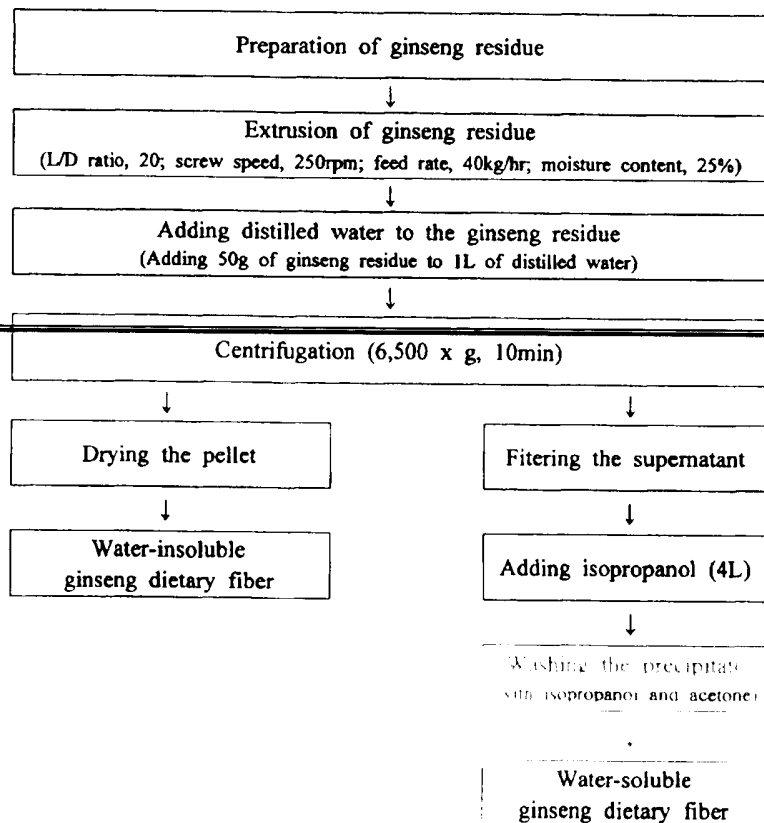 Preparation of ginseng residue
↓
Extrusion of ginseng residue
(L/D ratio, 20; screw speed, 250rpm; feed rate, 40kg/hr; moisture content, 25%)
↓
Adding distilled water to the ginseng residue
(Adding 50g of ginseng residue to 1L of distilled water)
↓
Centrifugation (6,500 x g, 10min)
↓ ↓
Drying the pellet Fitering the supernatant
↓ ↓
Water-insoluble
ginseng dietary fiber
Adding isopropanol (4L)
↓
Washing the precipitate
with isopropanol and acetone)
Water-soluble
ginseng dietary fiber